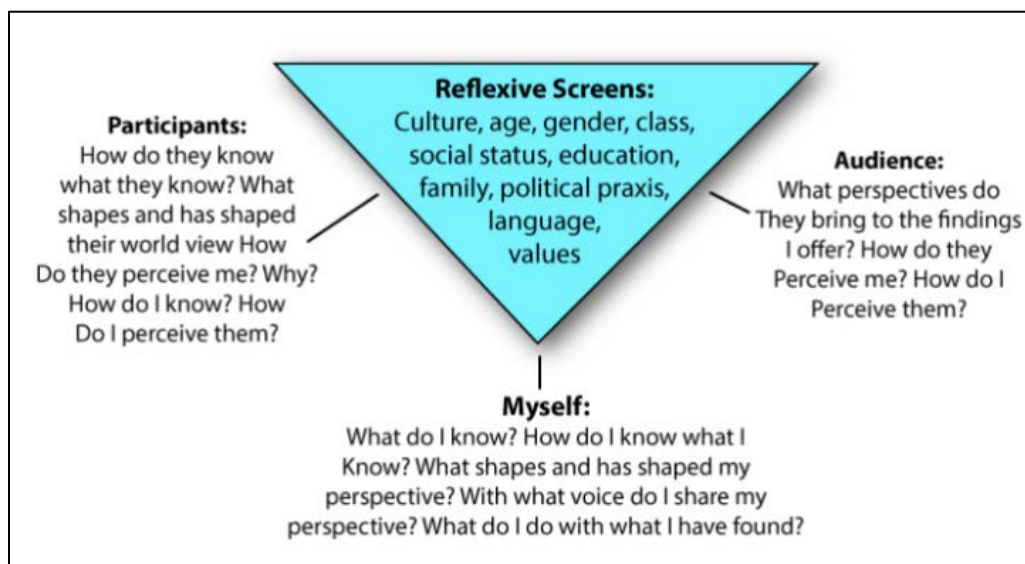 Reflexive Screens:
Culture, age, gender, class,
social status, education,
family, political praxis,
language,
values
Participants:
How do they know
what they know? What
shapes and has shaped
their world view How
Do they perceive me? Why?
How do I know? How
Do I perceive them?
Audience:
What perspectives do
They bring to the findings
I offer? How do they
Perceive me? How do I
Perceive them?
Myself:
What do I know? How do I know what I
Know? What shapes and has shaped my
perspective? With what voice do I share my
perspective? What do I do with what I have found?